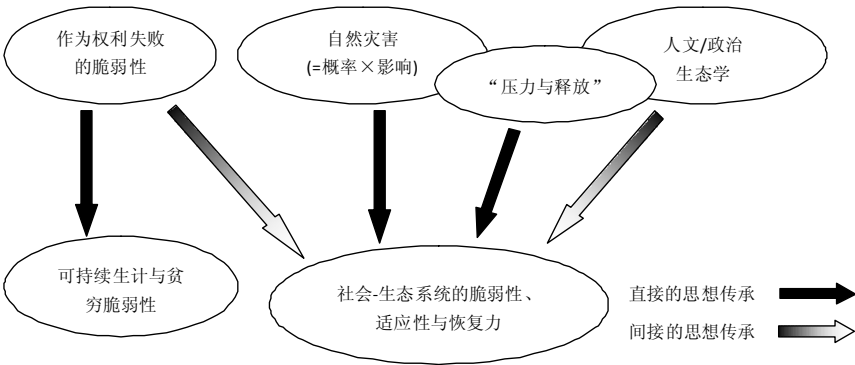 作为权利失败
的脆弱性
自然灾害
(=概率×影响)
“压力与释放”
人文/政治
生态学
可持续生计与贫
穷脆弱性
社会-生态系统的脆弱性、
适应性与恢复力
直接的思想传承
间接的思想传承